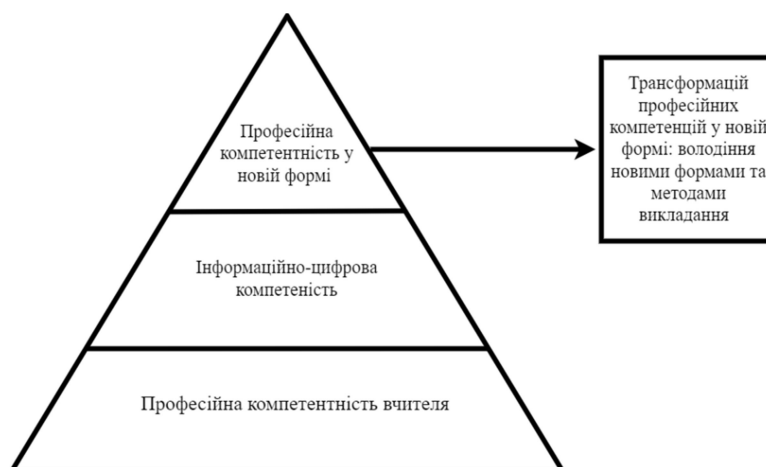 Професійна
компетентність у
новій формі
Трансформацій
професійних
компетенцій у новій
формі: володіння
новими формами та
методами
викладання
Інформаційно-цифрова
компетеність
Професійна компетентність вчителя